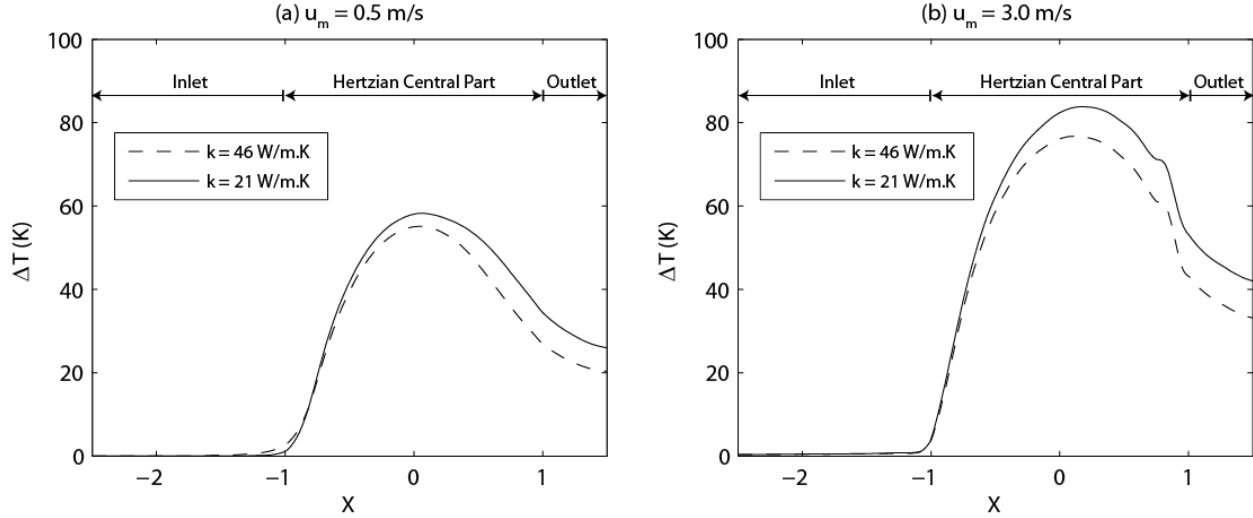 (a) u_m = 0.5 m/s
100
80
60
40
20
0
ΔT (K)
Inlet
Hertzian Central Part
Outlet
k = 46 W/m.K
k = 21 W/m.K
−2
−1
0
1
X
(b) u_m = 3.0 m/s
100
80
60
40
20
0
ΔT (K)
Inlet
Hertzian Central Part
Outlet
k = 46 W/m.K
k = 21 W/m.K
−2
−1
0
1
X